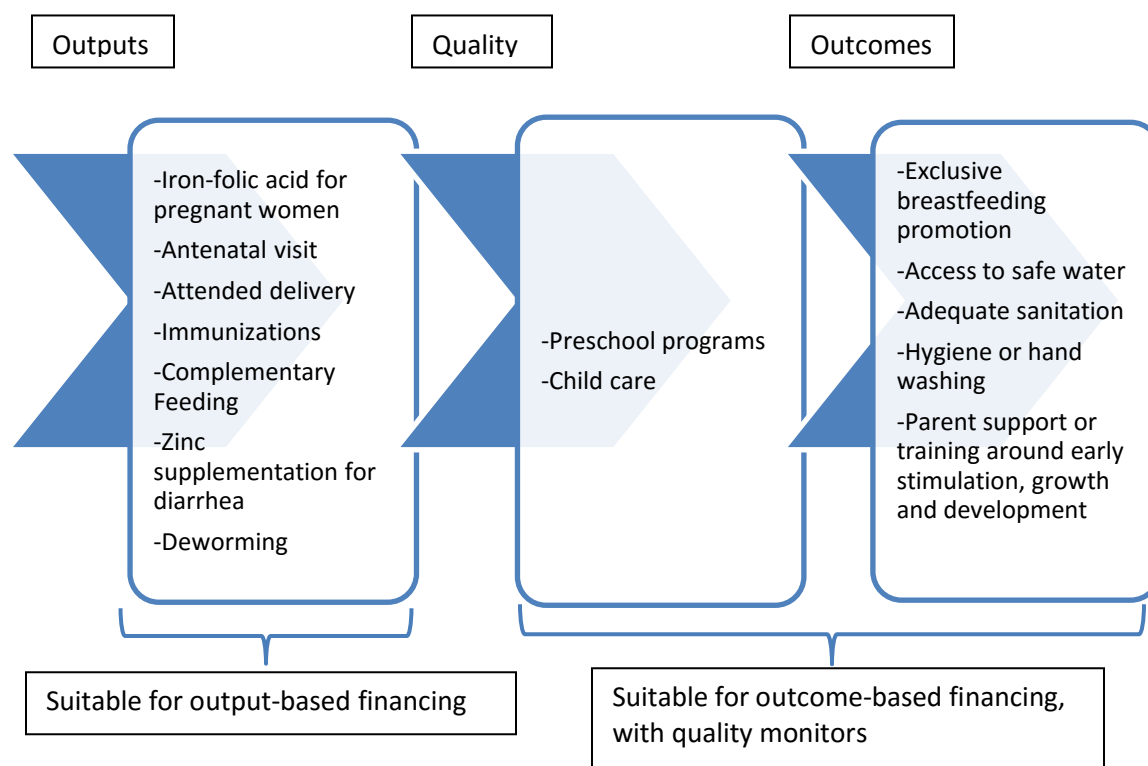 Outputs
Quality
Outcomes
-Iron-folic acid for
pregnant women
-Antenatal visit
-Attended delivery
-Immunizations
-Complementary
Feeding
-Zinc
supplementation for
diarrhea
-Deworming
-Preschool programs
-Child care
-Exclusive
breastfeeding
promotion
-Access to safe water
-Adequate sanitation
-Hygiene or hand
washing
-Parent support or
training around early
stimulation, growth
and development
Suitable for output-based financing
Suitable for outcome-based financing,
with quality monitors